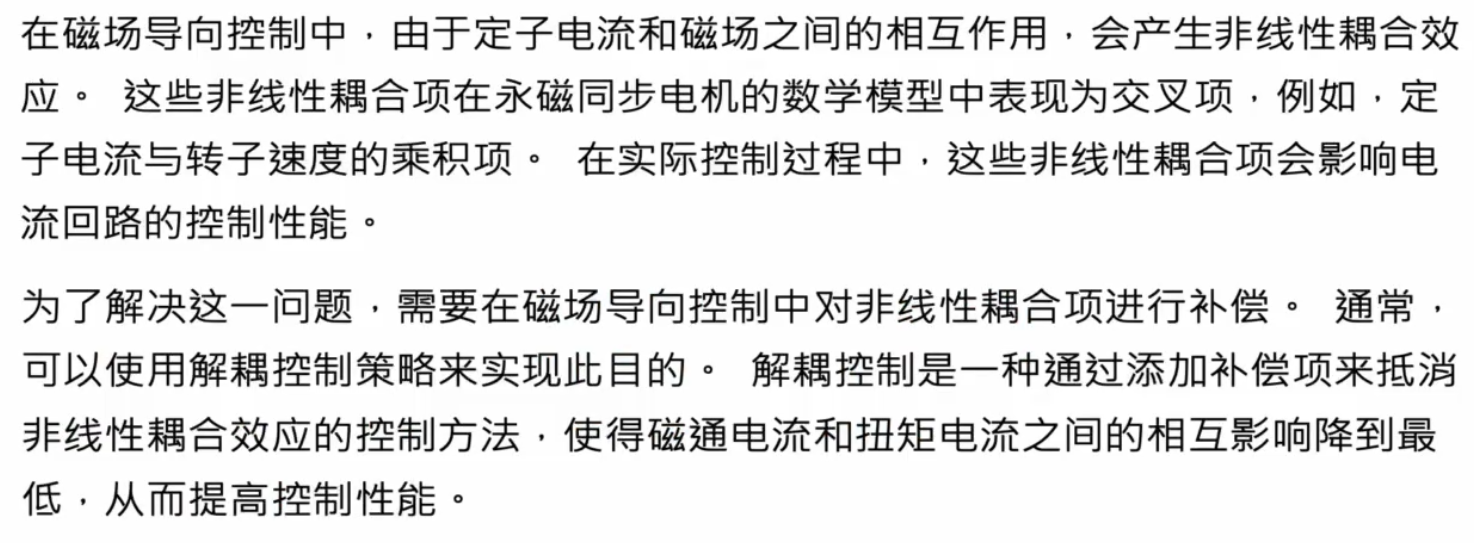 在磁场导向控制中，由于定子电流和磁场之间的相互作用，会产生非线性耦合效
应。 这些非线性耦合项在永磁同步电机的数学模型中表现为交叉项，例如，定
子电流与转子速度的乘积项。 在实际控制过程中，这些非线性耦合项会影响电
流回路的控制性能。
为了解决这一问题，需要在磁场导向控制中对非线性耦合项进行补偿。 通常，
可以使用解耦控制策略来实现此目的。 解耦控制是一种通过添加补偿项来抵消
非线性耦合效应的控制方法，使得磁通电流和扭矩电流之间的相互影响降到最
低，从而提高控制性能。